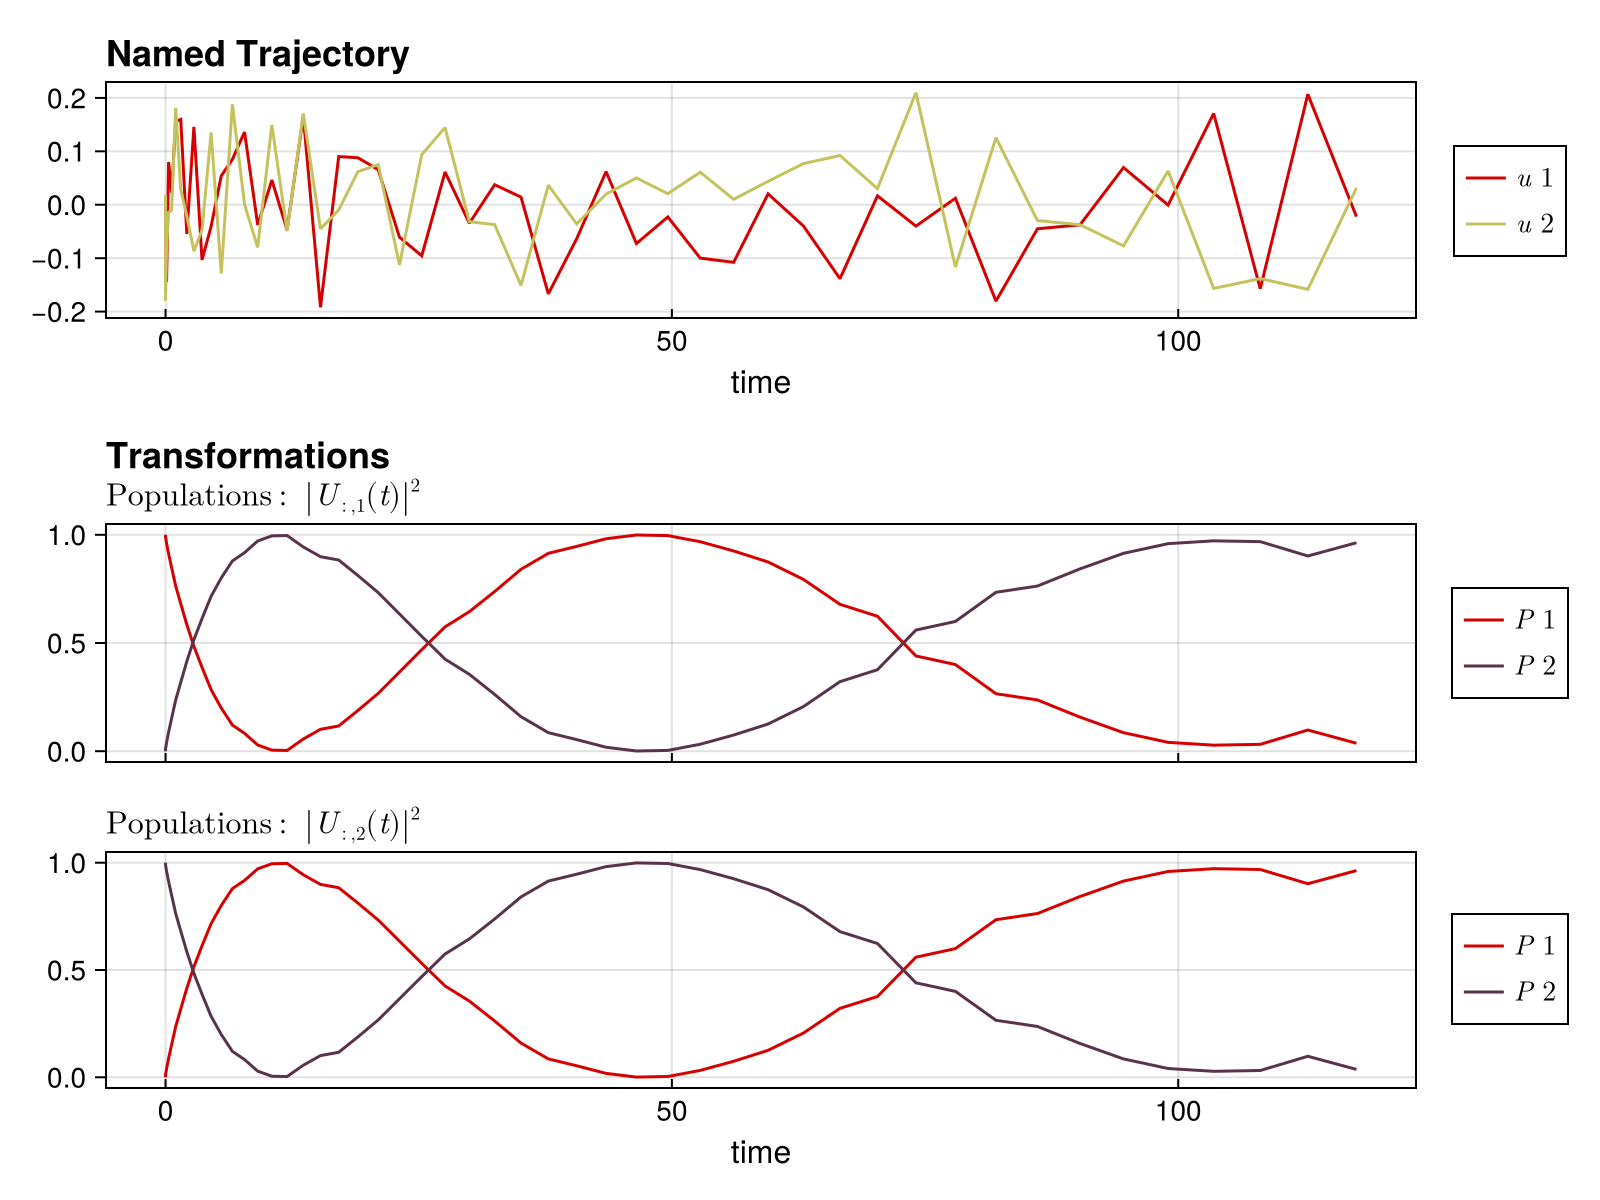 Named Trajectory
0.2
0.1
0.0
−0.1
−0.2
0 50 100
time
u 1
u 2
Transformations
Populations: |U:,1(t)|²
1.0
0.5
0.0
P 1
P 2
Populations: |U:,2(t)|²
1.0
0.5
0.0
0 50 100
time
P 1
P 2